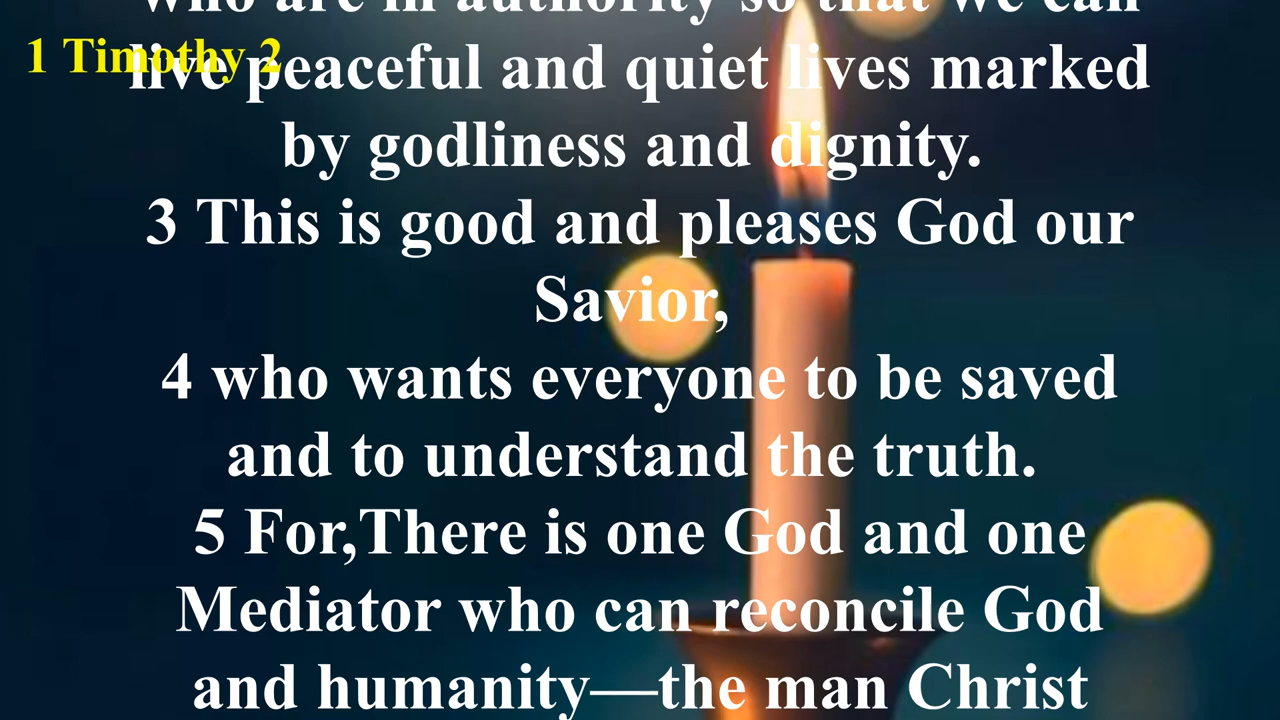 who are in authority so that we can
1 Timothy 2
live peaceful and quiet lives marked
by godliness and dignity.
3 This is good and pleases God our
Savior,
4 who wants everyone to be saved
and to understand the truth.
5 For,There is one God and one
Mediator who can reconcile God
and humanity—the man Christ